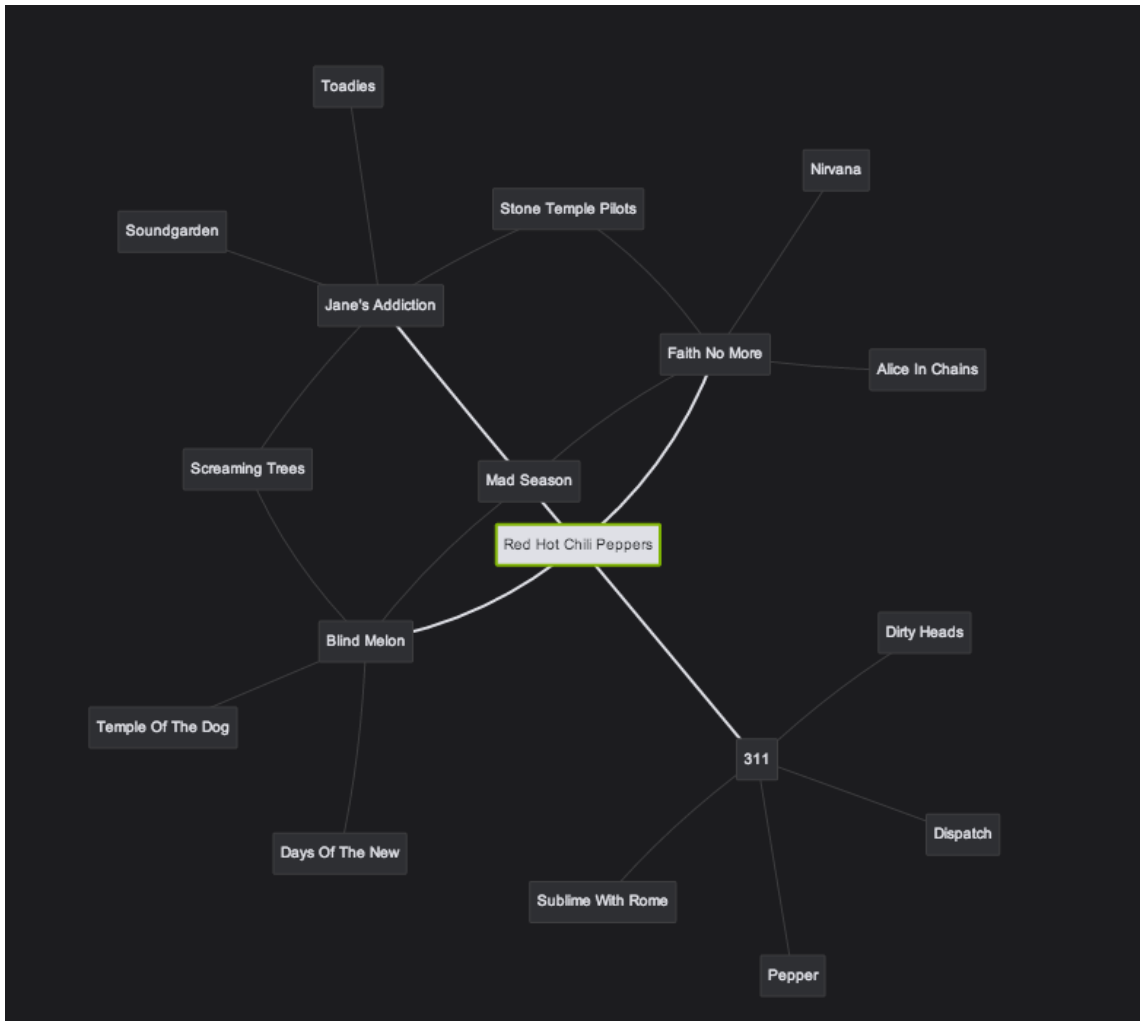 Toadies
Nirvana
Stone Temple Pilots
Soundgarden
Jane's Addiction
Faith No More
Alice In Chains
Screaming Trees
Mad Season
Red Hot Chili Peppers
Dirty Heads
Blind Melon
Temple Of The Dog
311
Dispatch
Days Of The New
Sublime With Rome
Pepper